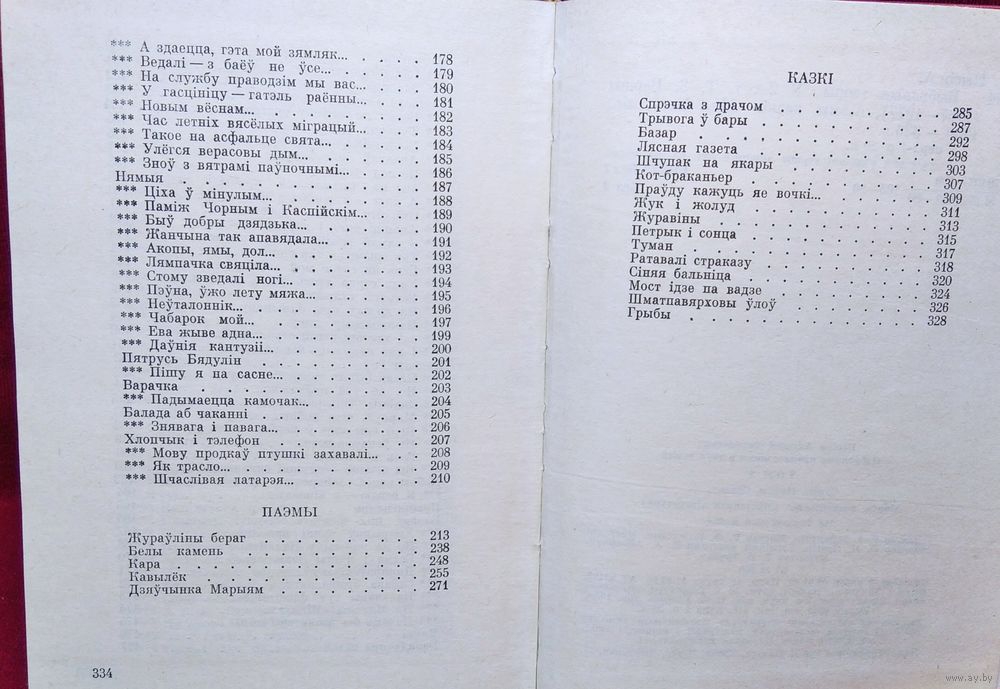 *** А здаецца, гэта мой зямляк... 178
*** Ведалі — з баёў не ўсе... 179
*** На службу праводзім мы вас... 180
*** У гасцініцу — гатэль раённы... 181
*** Новым вёснам... 182
*** Час летніх вясёлых міграцый... 183
*** Такое на асфальце свята... 184
*** Улёгся верасовы дым... 185
*** Зноў з вятрамі паўночнымі... 186
Нямыя 187
*** Ціха ў мінулым... 188
*** Паміж Чорным і Каспійскім... 189
*** Быў добры дзядзька... 190
*** Жанчына так апавядала... 191
*** Акопы, ямы, дол... 192
*** Лямпачка свяціла... 193
*** Стому зведалі ногі... 194
*** Пэўна, ўжо лету мяжа... 195
*** Неўталоннік... 196
*** Чабарок мой... 197
*** Ева жыве адна... 199
*** Даўнія кантузіі... 200
Пятрусь Бядулін 201
*** Пішу я на сасне... 202
Варачка 203
*** Падымаецца камочак... 204
Балада аб чаканні 205
*** Знявага і павага... 206
Хлопчык і тэлефон 207
*** Мову продкаў птушкі захавалі... 208
*** Як трасло... 209
*** Шчаслівая латарэя... 210
ПАЭМЫ
Жураўліны бераг 213
Белы камень 238
Кара 248
Кавылёк 255
Дзяўчынка Марыям 271
334
КАЗКІ
Спрэчка з драчом 285
Трывога ў бары 287
Базар 292
Лясная газета 298
Шчупак на якары 303
Кот-браканьер 307
Праўду кажуць яе вочкі... 309
Жук і жолуд 311
Журавіны 313
Петрык і сонца 315
Туман 317
Ратавалі страказу 318
Сіняя бальніца 320
Мост ідзе па вадзе 324
Шматпавярховы ўлоў 326
Грыбы 328
www.ay.by